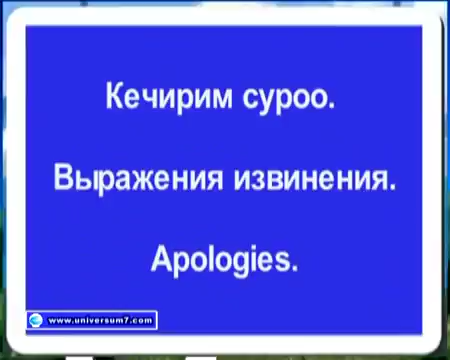 Кечирим суроо.
Выражения извинения.
Apologies.
www.universum7.com